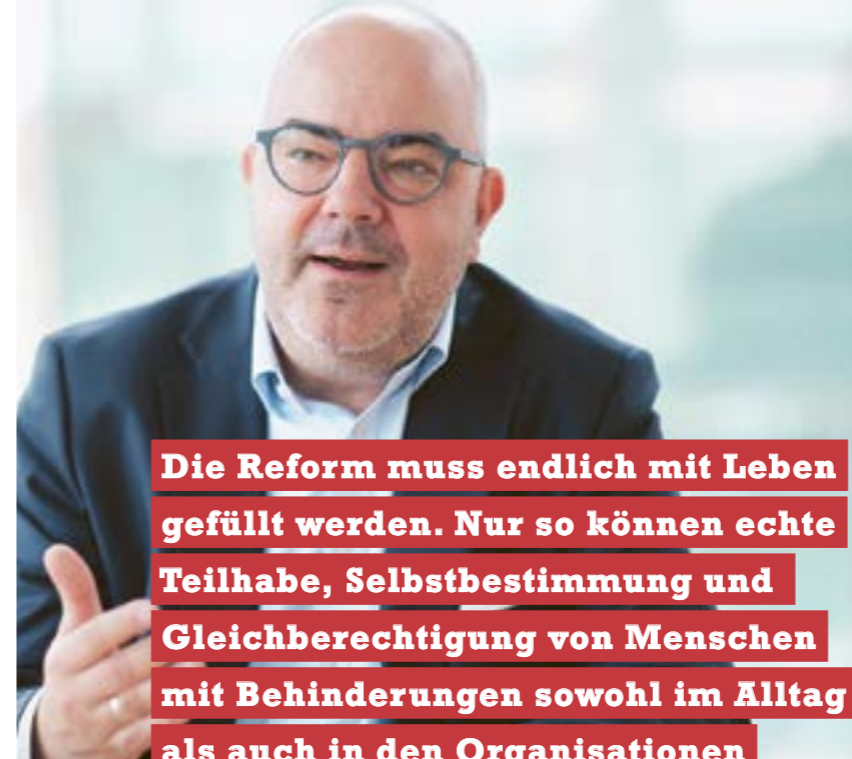 Die Reform muss endlich mit Leben
gefüllt werden. Nur so können echte
Teilhabe, Selbstbestimmung und
Gleichberechtigung von Menschen
mit Behinderungen sowohl im Alltag
als auch in den Organisationen